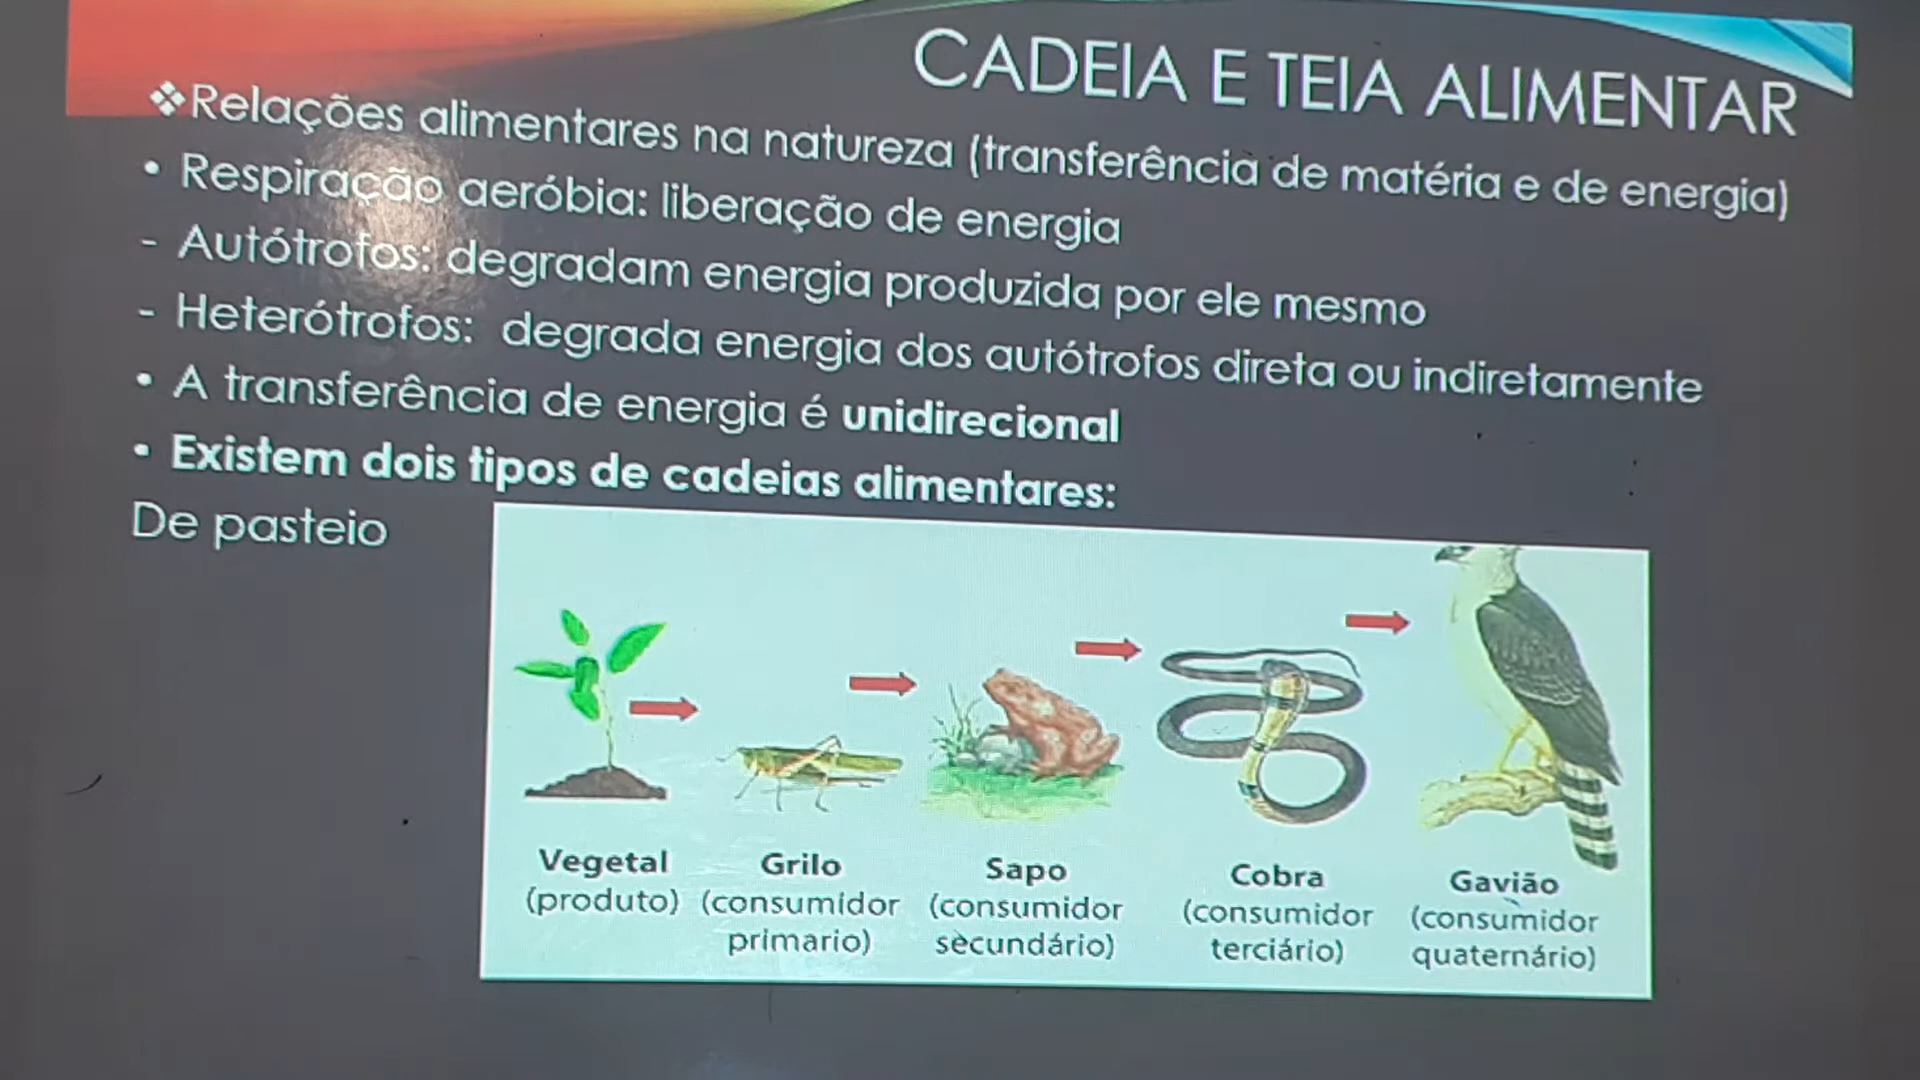 CADEIA E TEIA ALIMENTAR
❖Relações alimentares na natureza (transferência de matéria e de energia)
• Respiração aeróbia: liberação de energia
- Autótrofos: degradam energia produzida por ele mesmo
- Heterótrofos: degrada energia dos autótrofos direta ou indiretamente
• A transferência de energia é unidirecional
• Existem dois tipos de cadeias alimentares:
De pasteio
Vegetal
(produto)
Grilo
(consumidor
primario)
Sapo
(consumidor
secundário)
Cobra
(consumidor
terciário)
Gavião
(consumidor
quaternário)